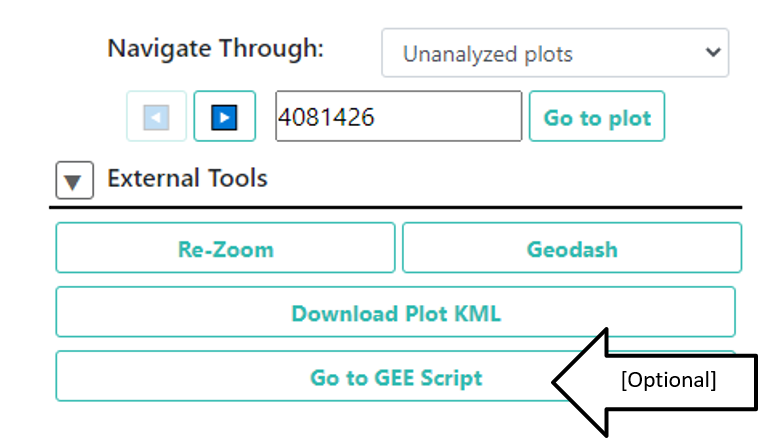 Navigate Through: Unanalyzed plots
4081426 Go to plot
External Tools
Re-Zoom Geodash
Download Plot KML
Go to GEE Script [Optional]